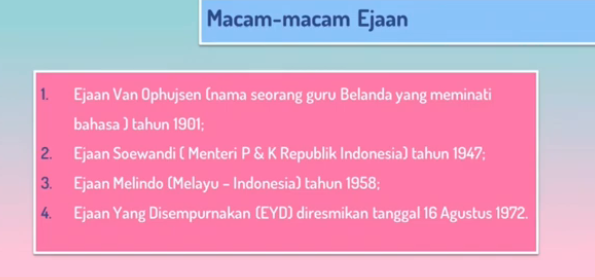 Macam-macam Ejaan
1. Ejaan Van Ophujsen (nama seorang guru Belanda yang meminati
bahasa ) tahun 1901;
2. Ejaan Soewandi ( Menteri P & K Republik Indonesia) tahun 1947;
3. Ejaan Melindo (Melayu - Indonesia) tahun 1958;
4. Ejaan Yang Disempurnakan (EYD) diresmikan tanggal 16 Agustus 1972.